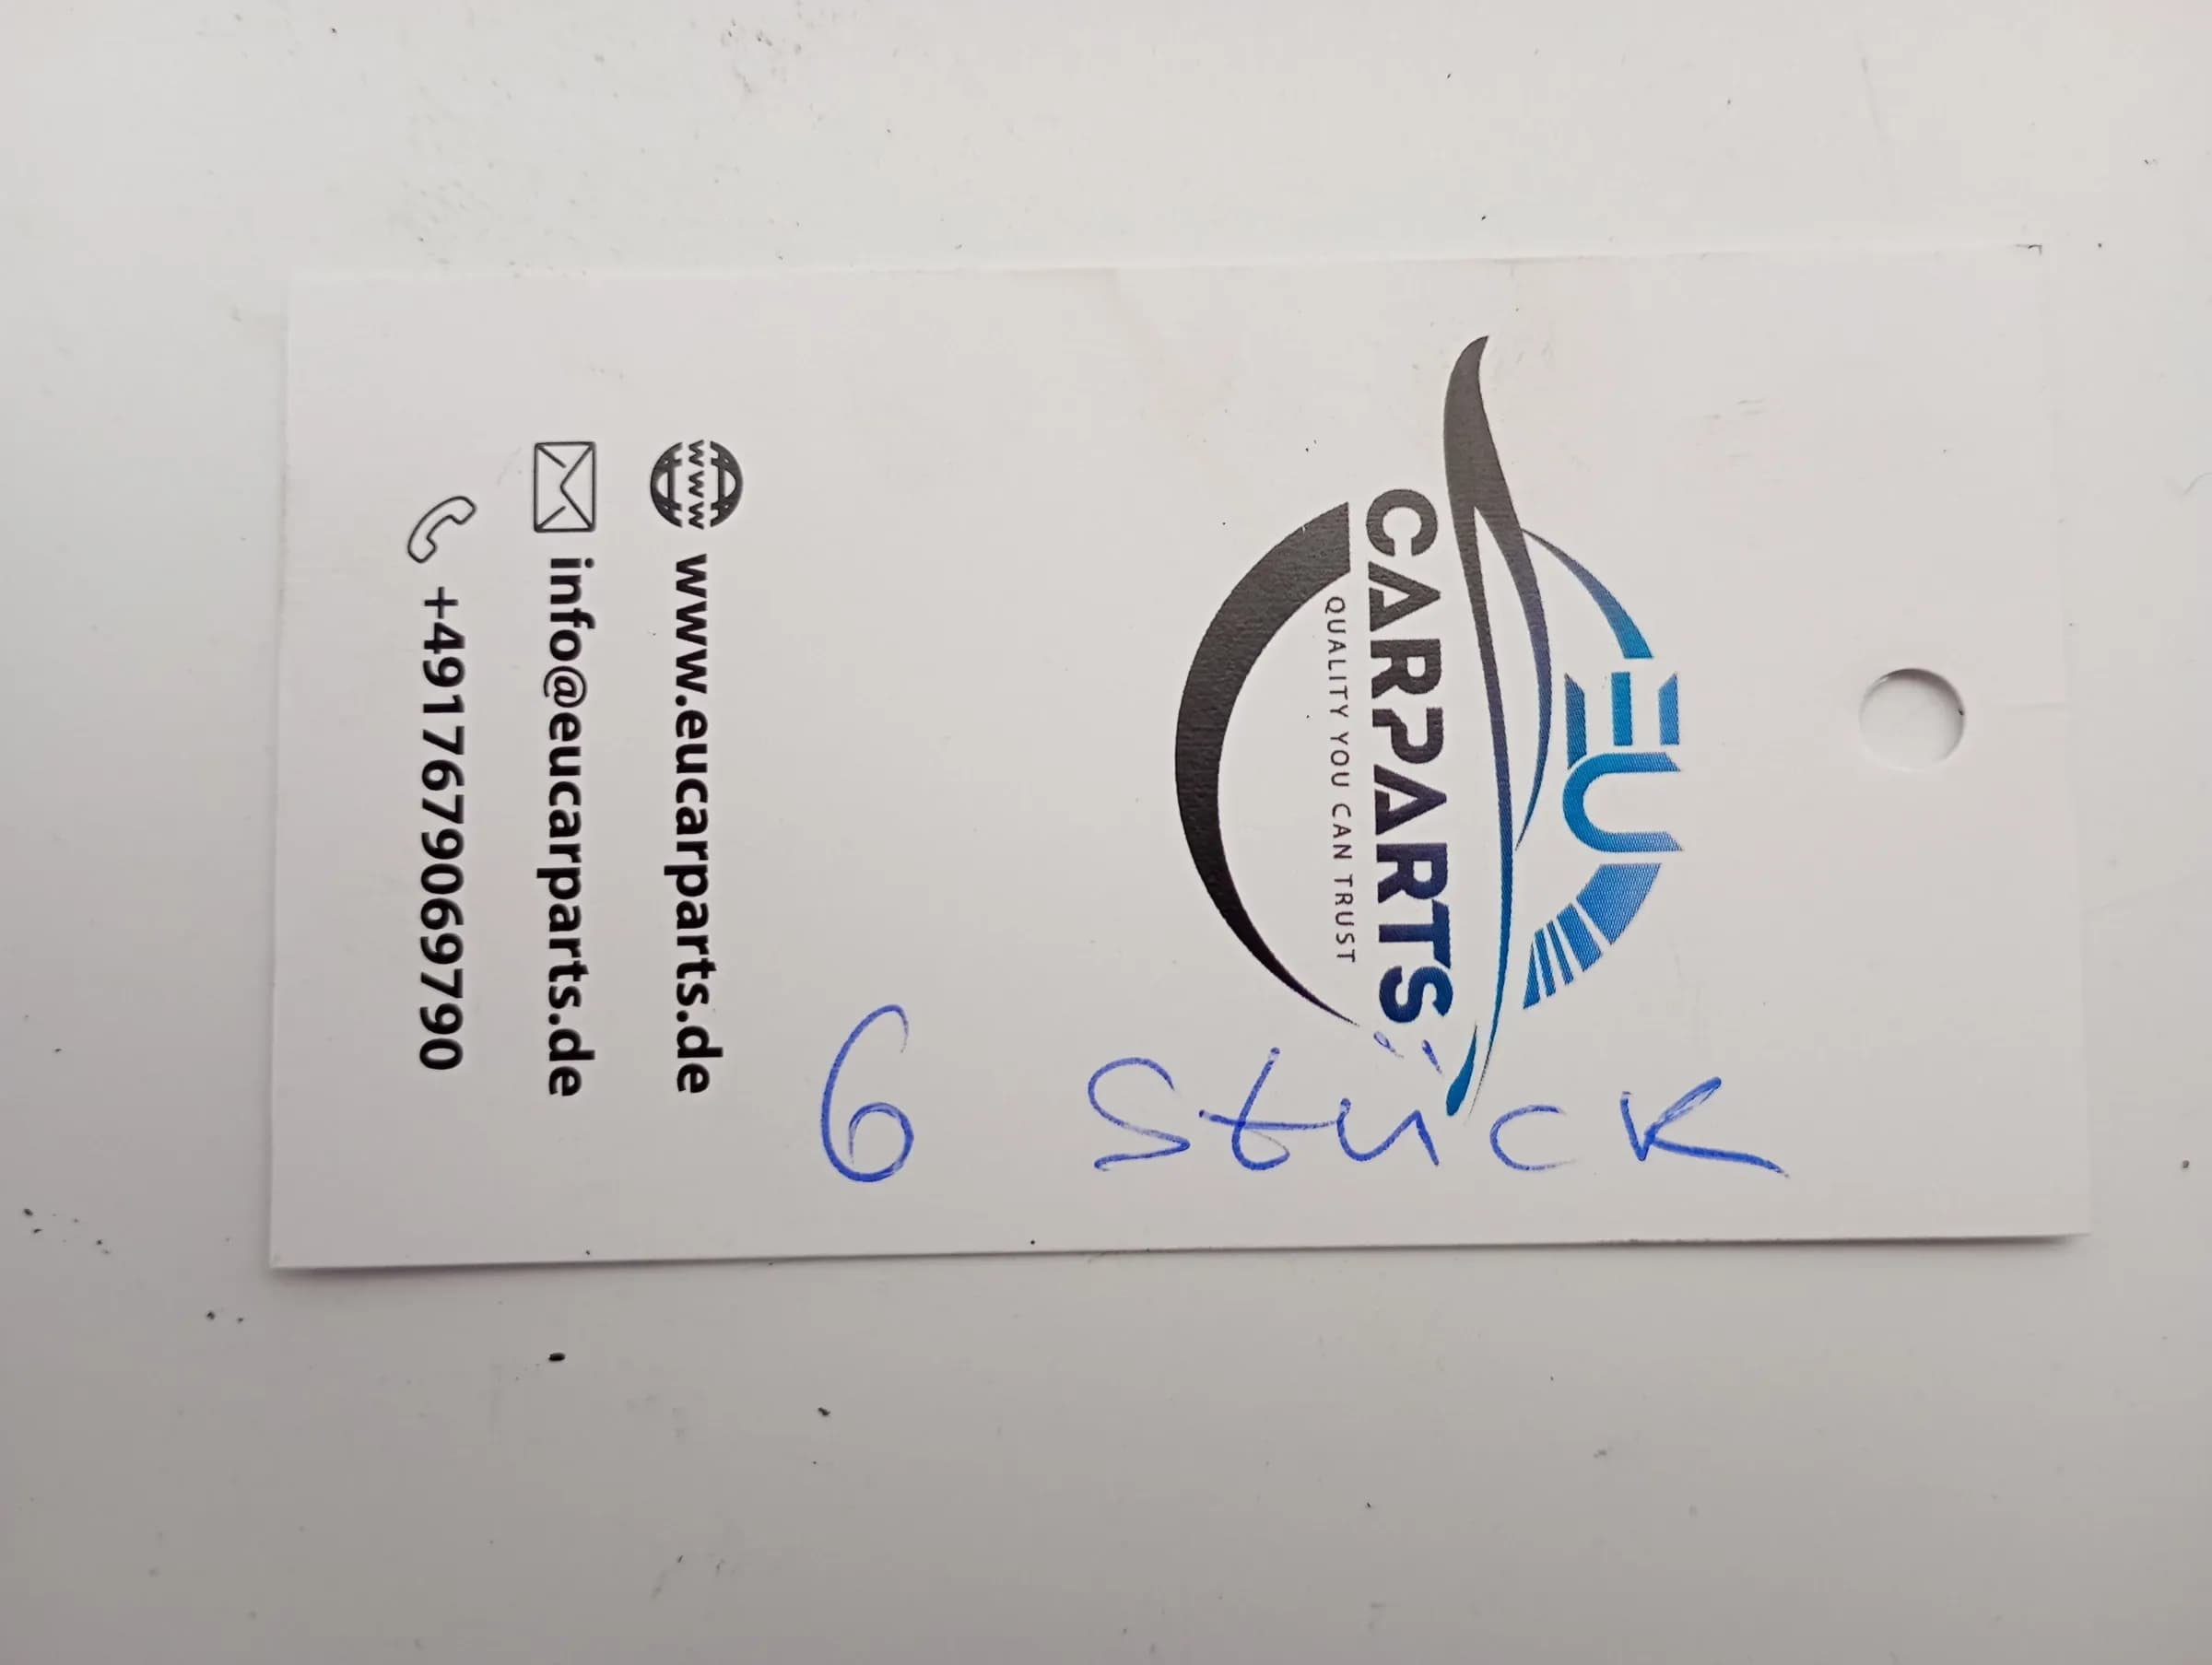 EU
CARPARTS
QUALITY YOU CAN TRUST
www www.eucarparts.de
info@eucarparts.de
+4917679069790
6 Stück